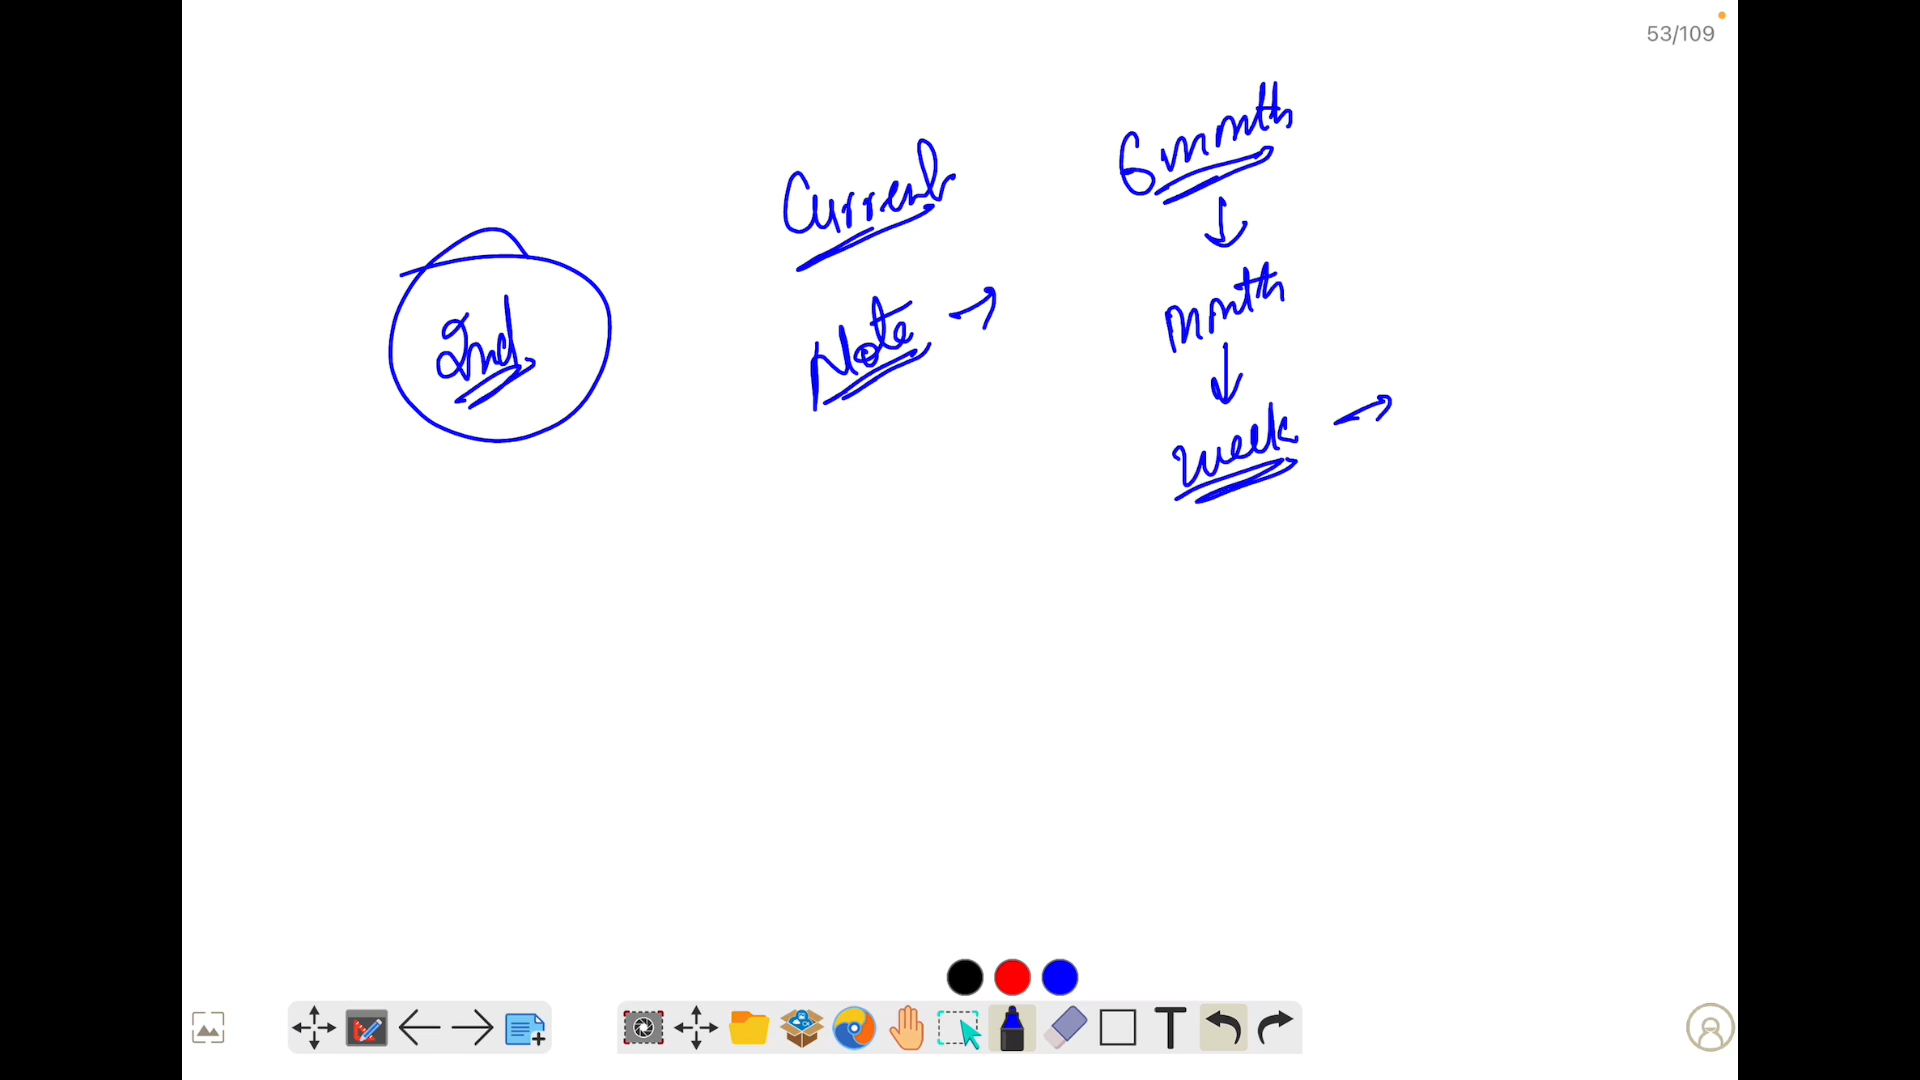 53/109
6 month
↓
Current
month
↓
Note →
2nd
week →
T